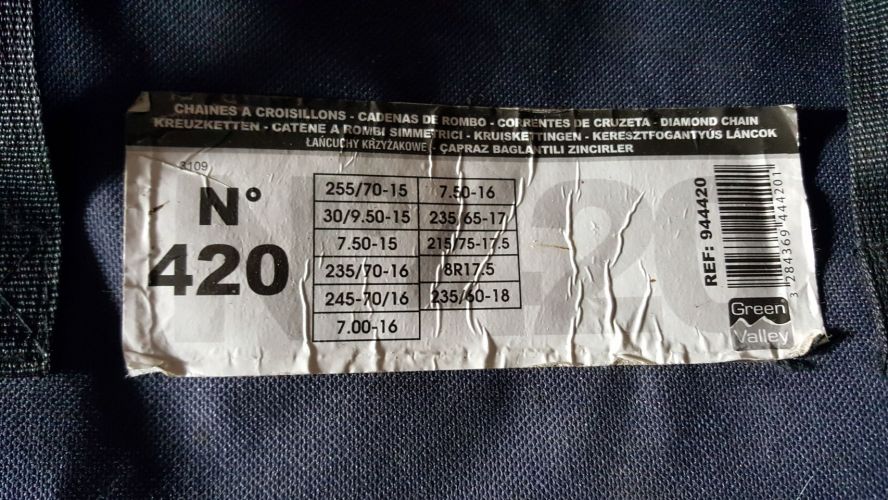 CHAINES A CROISILLONS - CADENAS DE ROMBO - CORRENTES DE CRUZETA - DIAMOND CHAIN
KREUZKETTEN - CATENE A ROMBI SIMMETRICI - KRUISKETTINGEN - KERESZTFOGANTYÚS LÁNCOK
ŁAŃCUCHY KRZYŻAKOWE - ÇAPRAZ BAGLANTILI ZINCIRLER
3109
N° 420
255/70-15 7.50-16
30/9.50-15 235/65-17
7.50-15 215/75-17.5
235/70-16 8R17.5
245-70/16 235/60-18
7.00-16
REF: 944420
3 284369 444201
Green Valley